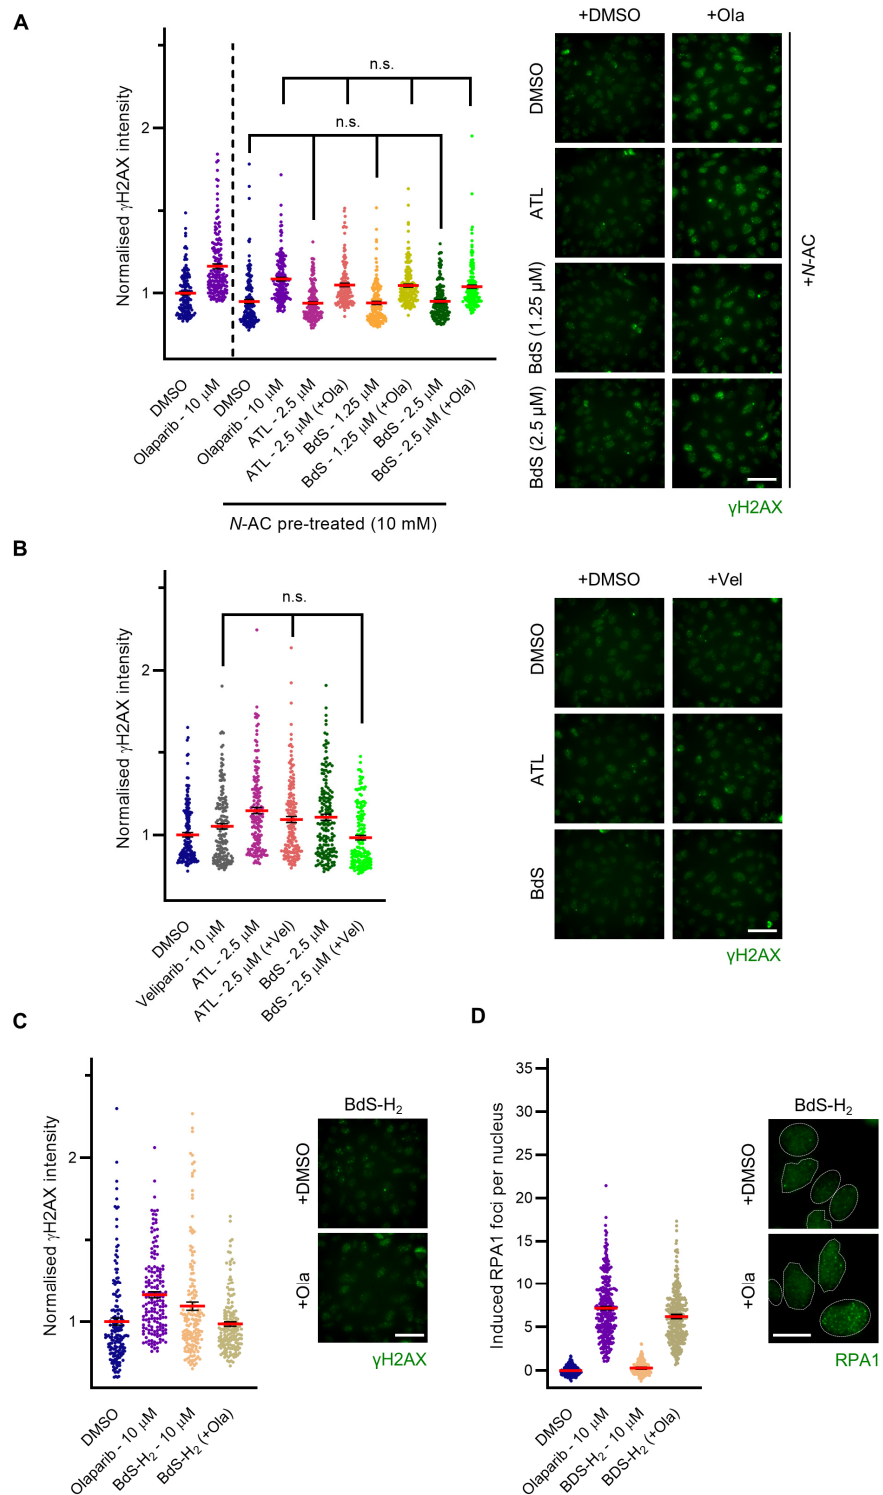 A
Normalised γH2AX intensity
2
1
n.s.
n.s.
DMSO
Olaparib - 10 μM
DMSO
Olaparib - 10 μM
ATL - 2.5 μM
ATL - 2.5 μM (+Ola)
BdS - 1.25 μM
BdS - 1.25 μM (+Ola)
BdS - 2.5 μM
BdS - 2.5 μM (+Ola)
N-AC pre-treated (10 mM)
+DMSO +Ola
DMSO
ATL
BdS (1.25 μM)
BdS (2.5 μM)
+N-AC
γH2AX
B
Normalised γH2AX intensity
2
1
n.s.
DMSO
Veliparib - 10 μM
ATL - 2.5 μM
ATL - 2.5 μM (+Vel)
BdS - 2.5 μM
BdS - 2.5 μM (+Vel)
+DMSO +Vel
DMSO
ATL
BdS
γH2AX
C
Normalised γH2AX intensity
2
1
DMSO
Olaparib - 10 μM
BdS-H₂ - 10 μM
BdS-H₂ (+Ola)
BdS-H₂
+DMSO
+Ola
γH2AX
D
Induced RPA1 foci per nucleus
35
30
25
20
15
10
5
0
DMSO
Olaparib - 10 μM
BDS-H₂ - 10 μM
BDS-H₂ (+Ola)
BdS-H₂
+DMSO
+Ola
RPA1